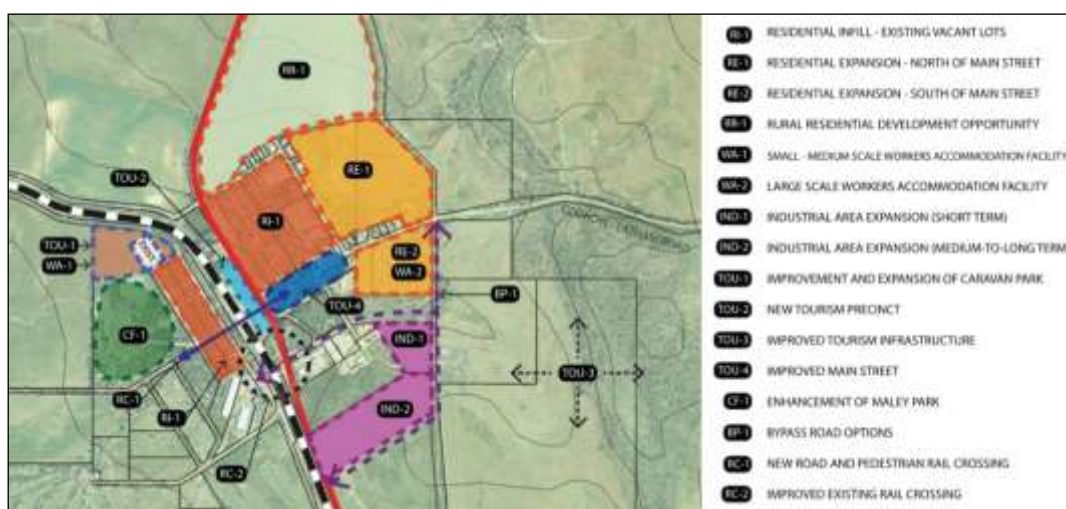 RR-1
TOU-2
RE-1
RI-1
TOU-1
WA-1
RE-2
WA-2
BP-1
TOU-4
CF-1
IND-1
TOU-3
RC-1
RI-1
IND-2
RC-2
RI-1 RESIDENTIAL INFILL - EXISTING VACANT LOTS
RE-1 RESIDENTIAL EXPANSION - NORTH OF MAIN STREET
RE-2 RESIDENTIAL EXPANSION - SOUTH OF MAIN STREET
RR-1 RURAL RESIDENTIAL DEVELOPMENT OPPORTUNITY
WA-1 SMALL - MEDIUM SCALE WORKERS ACCOMMODATION FACILITY
WA-2 LARGE SCALE WORKERS ACCOMMODATION FACILITY
IND-1 INDUSTRIAL AREA EXPANSION (SHORT TERM)
IND-2 INDUSTRIAL AREA EXPANSION (MEDIUM-TO-LONG TERM
TOU-1 IMPROVEMENT AND EXPANSION OF CARAVAN PARK
TOU-2 NEW TOURISM PRECINCT
TOU-3 IMPROVED TOURISM INFRASTRUCTURE
TOU-4 IMPROVED MAIN STREET
CF-1 ENHANCEMENT OF MALEY PARK
BP-1 BYPASS ROAD OPTIONS
RC-1 NEW ROAD AND PEDESTRIAN RAIL CROSSING
RC-2 IMPROVED EXISTING RAIL CROSSING